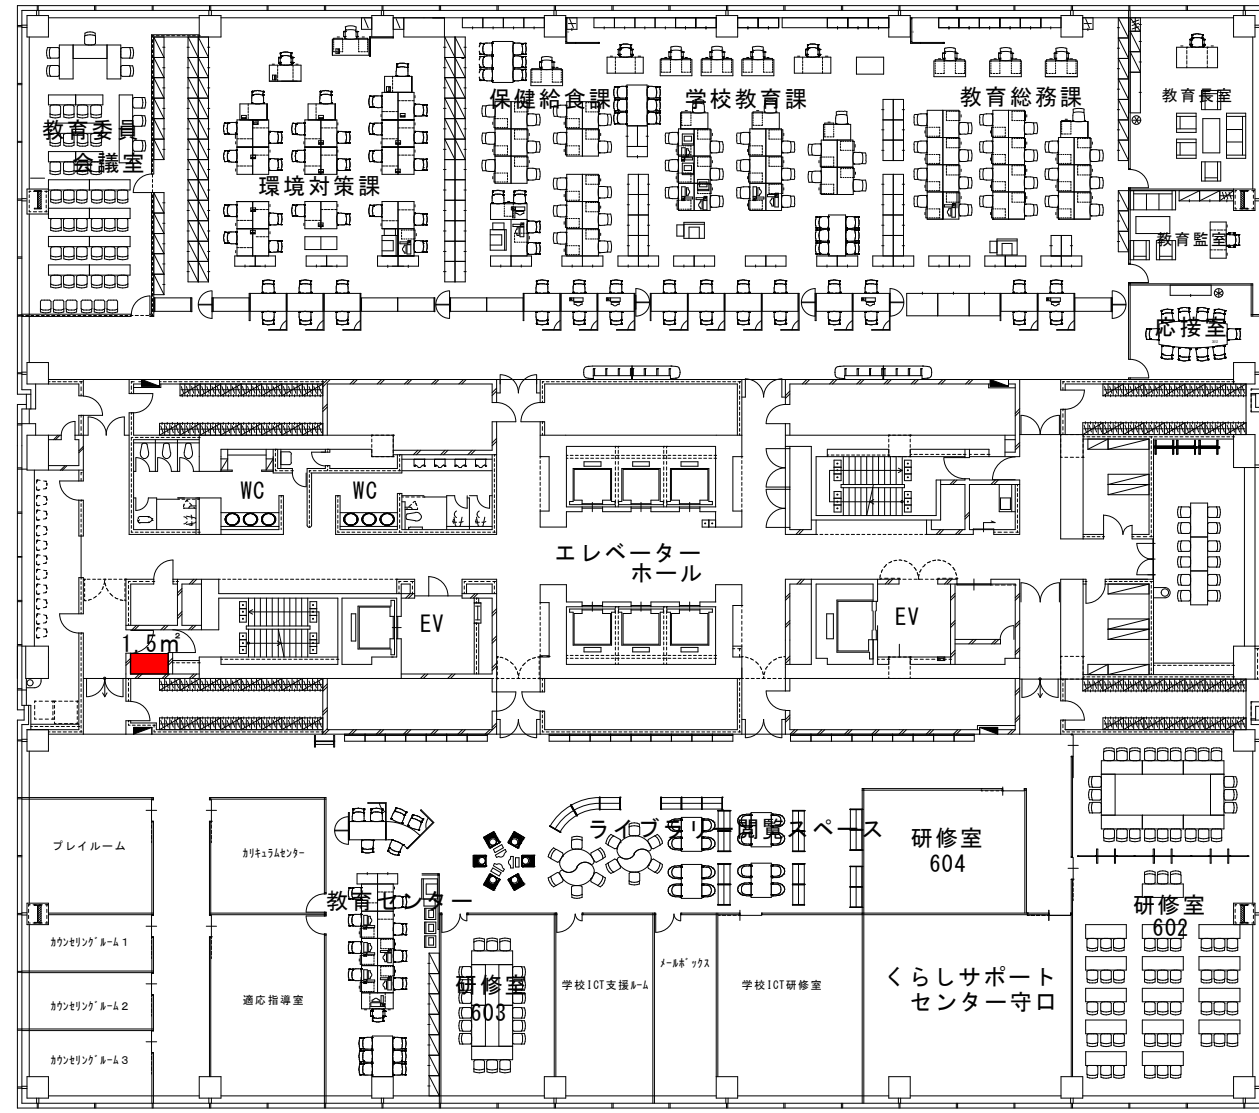 保健給食課
学校教育課
教育総務課
教育長室
教育委員
会議室
環境対策課
教育監室
応接室
WC
WC
エレベーター
ホール
EV
EV
1.5㎡
プレイルーム
カリキュラムセンター
ライブラリー閲覧スペース
研修室
604
教育センター
研修室
602
カウンセリングルーム1
カウンセリングルーム2
カウンセリングルーム3
適応指導室
研修室
603
学校ICT支援ルーム
メールボックス
学校ICT研修室
くらしサポート
センター守口